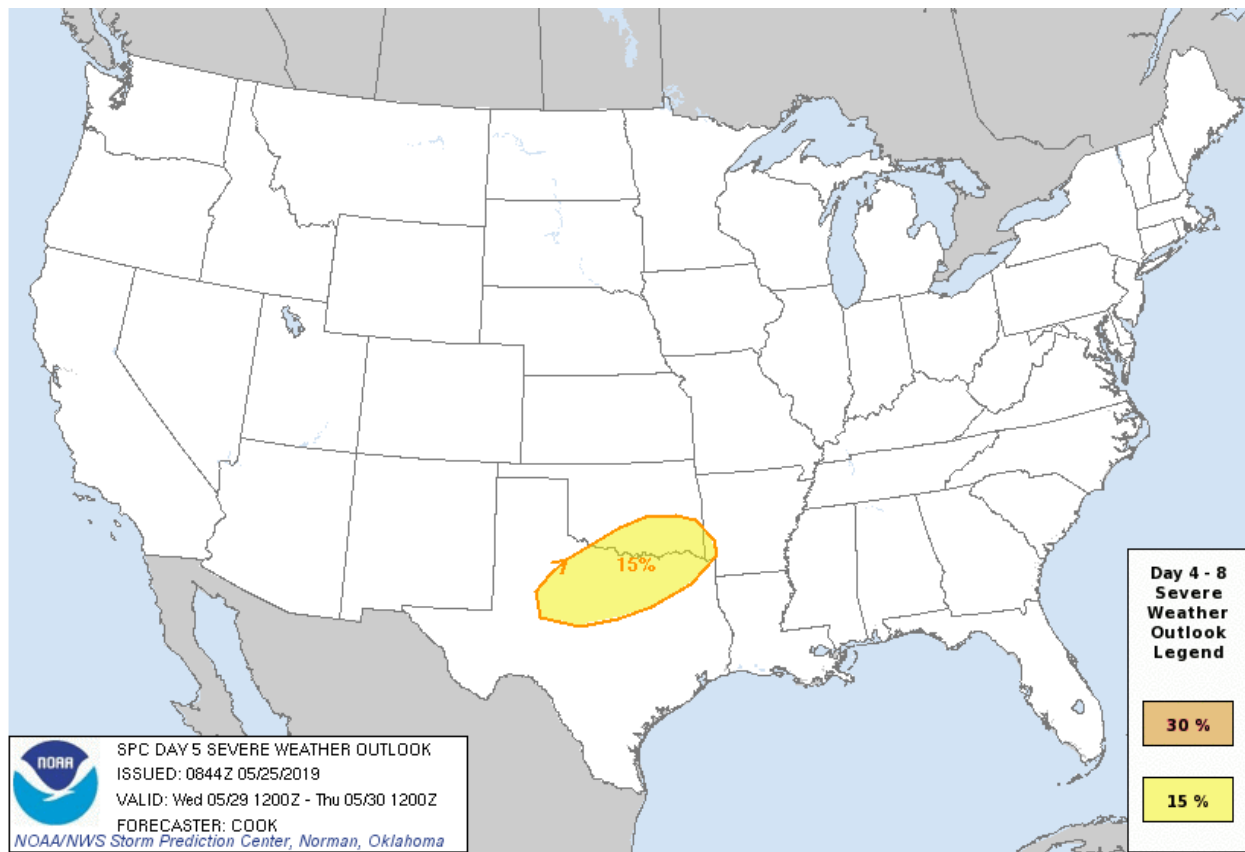 15%
Day 4 - 8
Severe
Weather
Outlook
Legend
30 %
15 %
NOAA
SPC DAY 5 SEVERE WEATHER OUTLOOK
ISSUED: 0844Z 05/25/2019
VALID: Wed 05/29 1200Z - Thu 05/30 1200Z
FORECASTER: COOK
NOAA/NWS Storm Prediction Center, Norman, Oklahoma